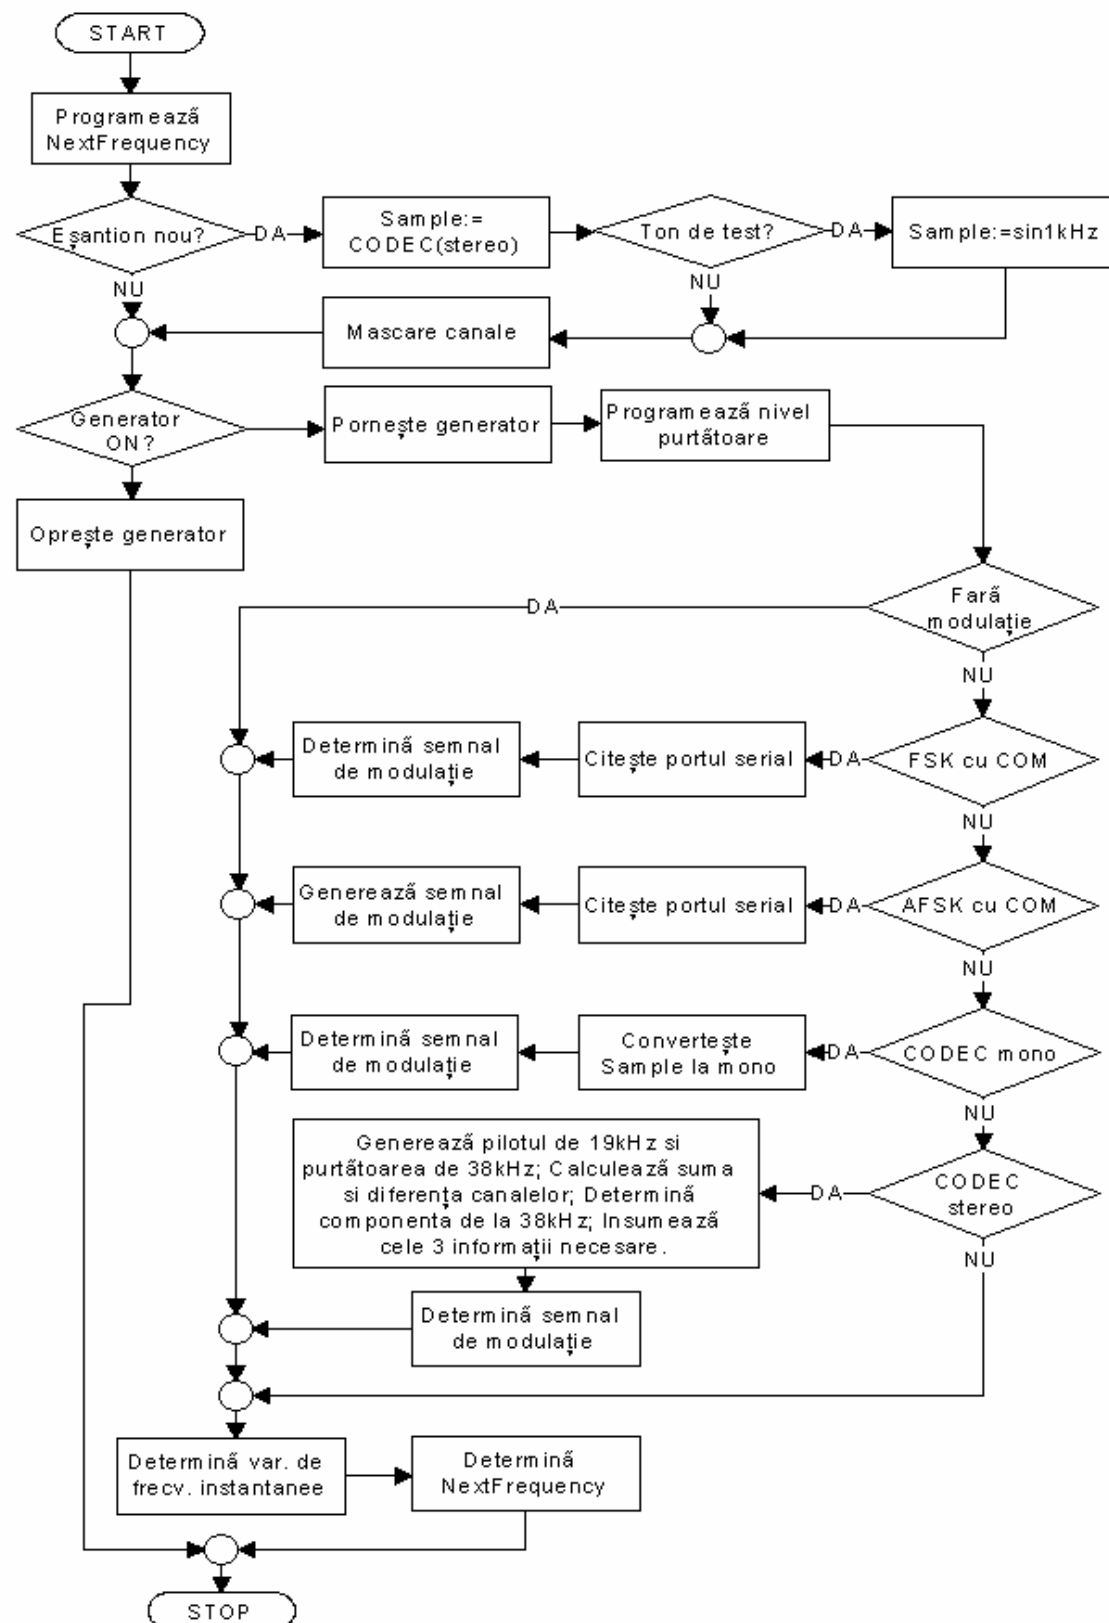 START
Programează
NextFrequency
Eșantion nou?
DA
Sample:=
CODEC(stereo)
Ton de test?
DA
Sample:=sin1kHz
NU
NU
Mascare canale
Generator
ON?
Pornește generator
Programează nivel
purtătoare
Oprește generator
Fară
modulație
DA
NU
Determină semnal
de modulație
Citește portul serial
DA
FSK cu COM
NU
Generează semnal
de modulație
Citește portul serial
DA
AFSK cu COM
NU
Determină semnal
de modulație
Convertește
Sample la mono
DA
CODEC mono
NU
Generează pilotul de 19kHz si
purtătoarea de 38kHz; Calculează suma
si diferența canalelor; Determină
componenta de la 38kHz; Insumează
cele 3 informații necesare.
DA
CODEC
stereo
NU
Determină semnal
de modulație
Determină var. de
frecv. instantanee
Determină
NextFrequency
STOP